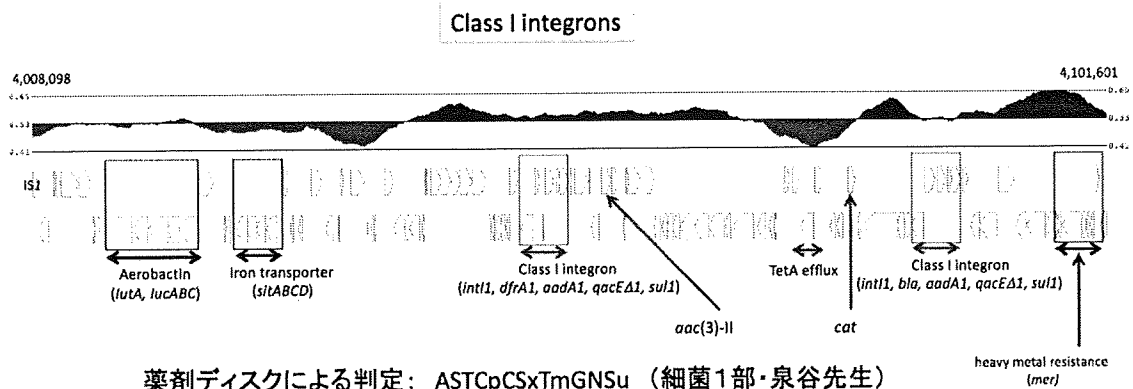 Class I integrons
4,008,098
4,101,601
0.65
0.65
0.53
0.53
0.41
0.41
IS1
Aerobactin
(IutA, IucABC)
Iron transporter
(sitABCD)
Class I integron
(intI1, dfrA1, aadA1, qacEΔ1, sul1)
TetA efflux
Class I integron
(intI1, bla, aadA1, qacEΔ1, sul1)
aac(3)-II
cat
heavy metal resistance
(mer)
薬剤ディスクによる判定: ASTCpCSxTmGNSu (細菌1部・泉谷先生)